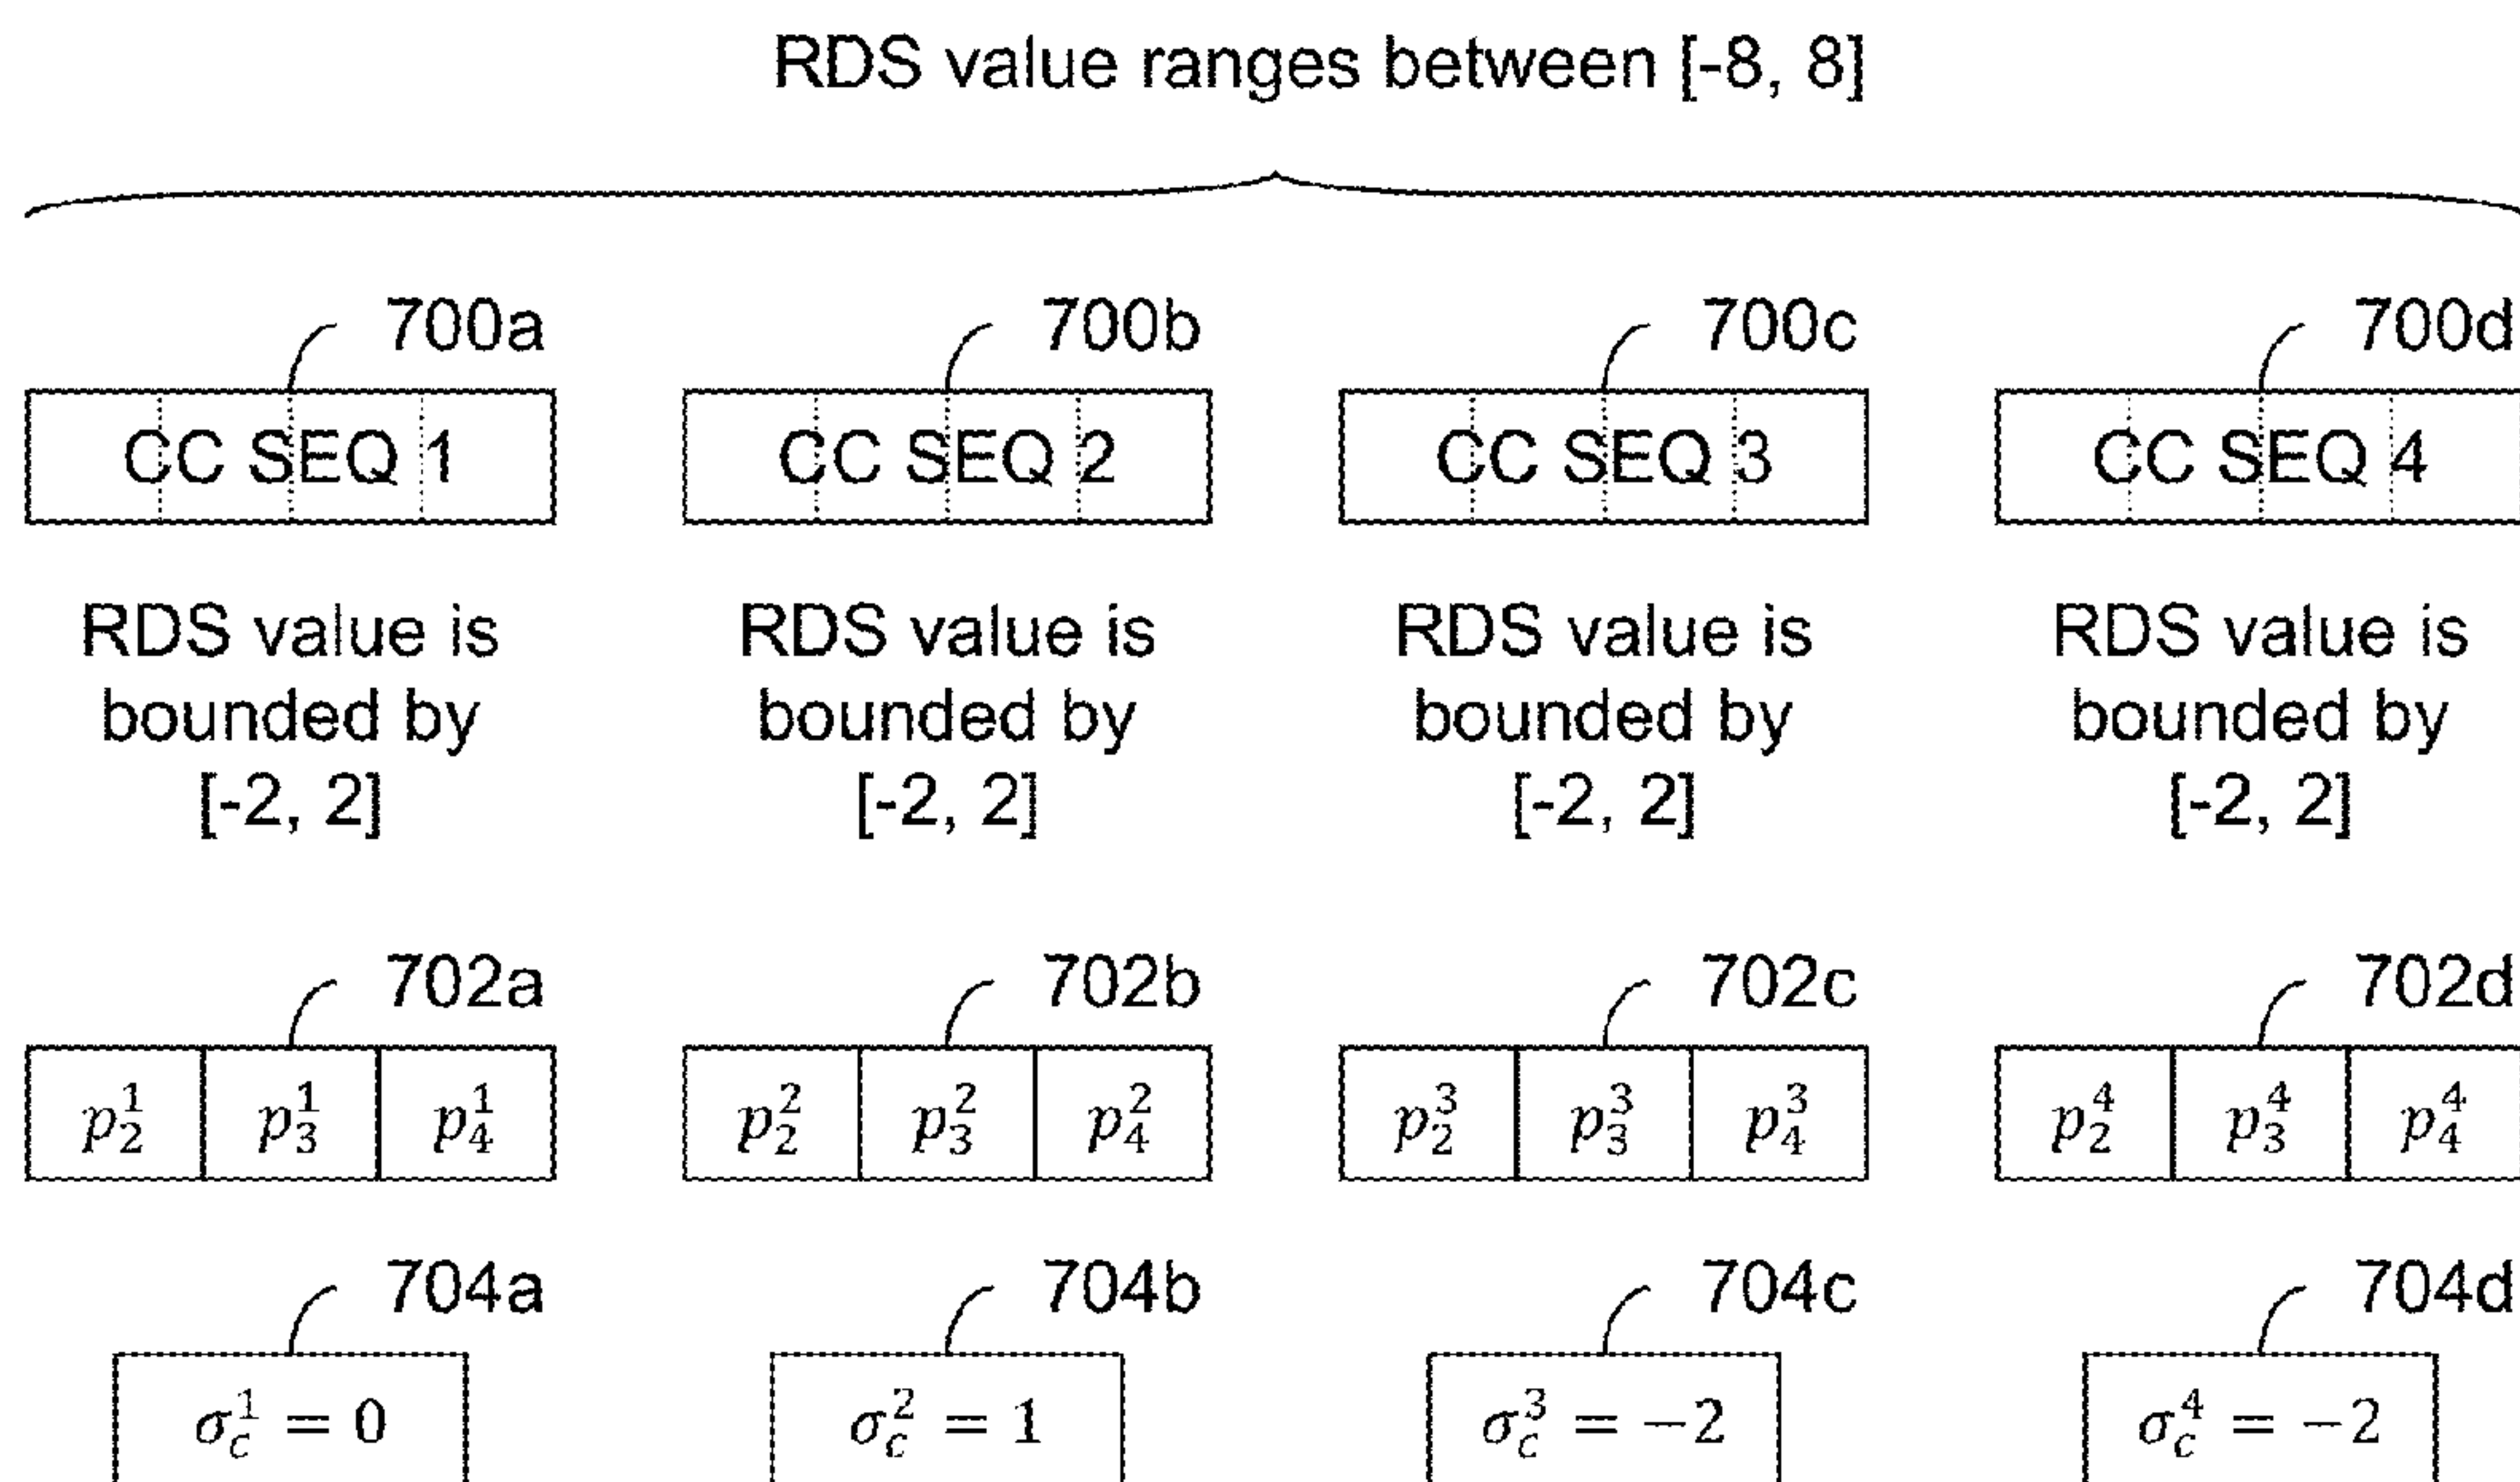 RDS value ranges between [-8, 8]
700a 700b 700c 700d
CC SEQ 1 CC SEQ 2 CC SEQ 3 CC SEQ 4
RDS value is RDS value is RDS value is RDS value is
bounded by bounded by bounded by bounded by
[-2, 2] [-2, 2] [-2, 2] [-2, 2]
702a 702b 702c 702d
p_2^1 p_3^1 p_4^1 p_2^2 p_3^2 p_4^2 p_2^3 p_3^3 p_4^3 p_2^4 p_3^4 p_4^4
704a 704b 704c 704d
σ_c^1 = 0 σ_c^2 = 1 σ_c^3 = −2 σ_c^4 = −2